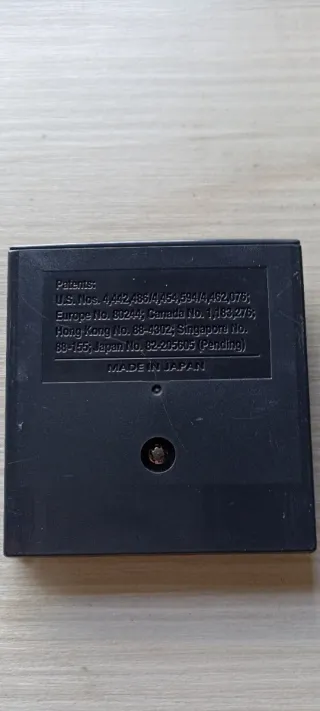 Patents:
U.S. Nos. 4,442,486/4,454,594/4,462,076;
Europe No. 80244; Canada No. 1,183,276;
Hong Kong No. 88-4302; Singapore No.
88-155; Japan No. 82-205605 (Pending)
MADE IN JAPAN